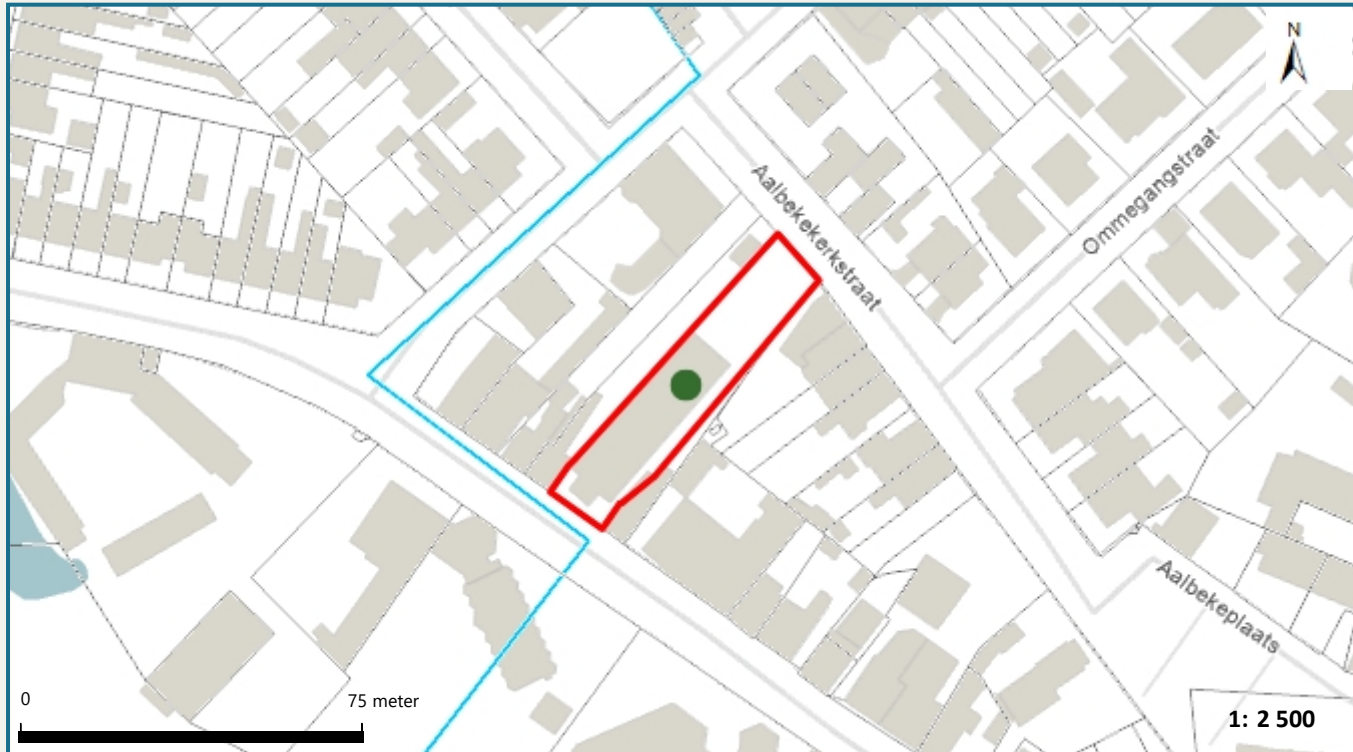 N
Aalbekekerkstraat
Ommegangstraat
Aalbekeplaats
0
75 meter
1: 2 500